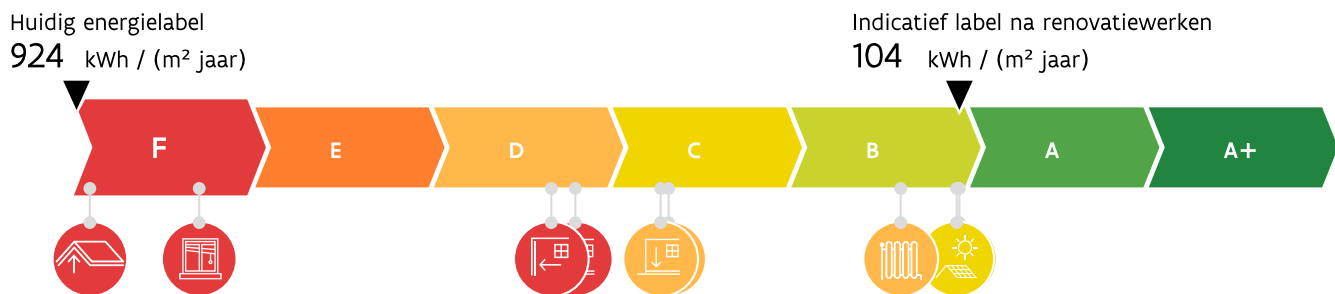 Huidig energielabel
924 kWh / (m² jaar)
Indicatief label na renovatiewerken
104 kWh / (m² jaar)
F E D C B A A+